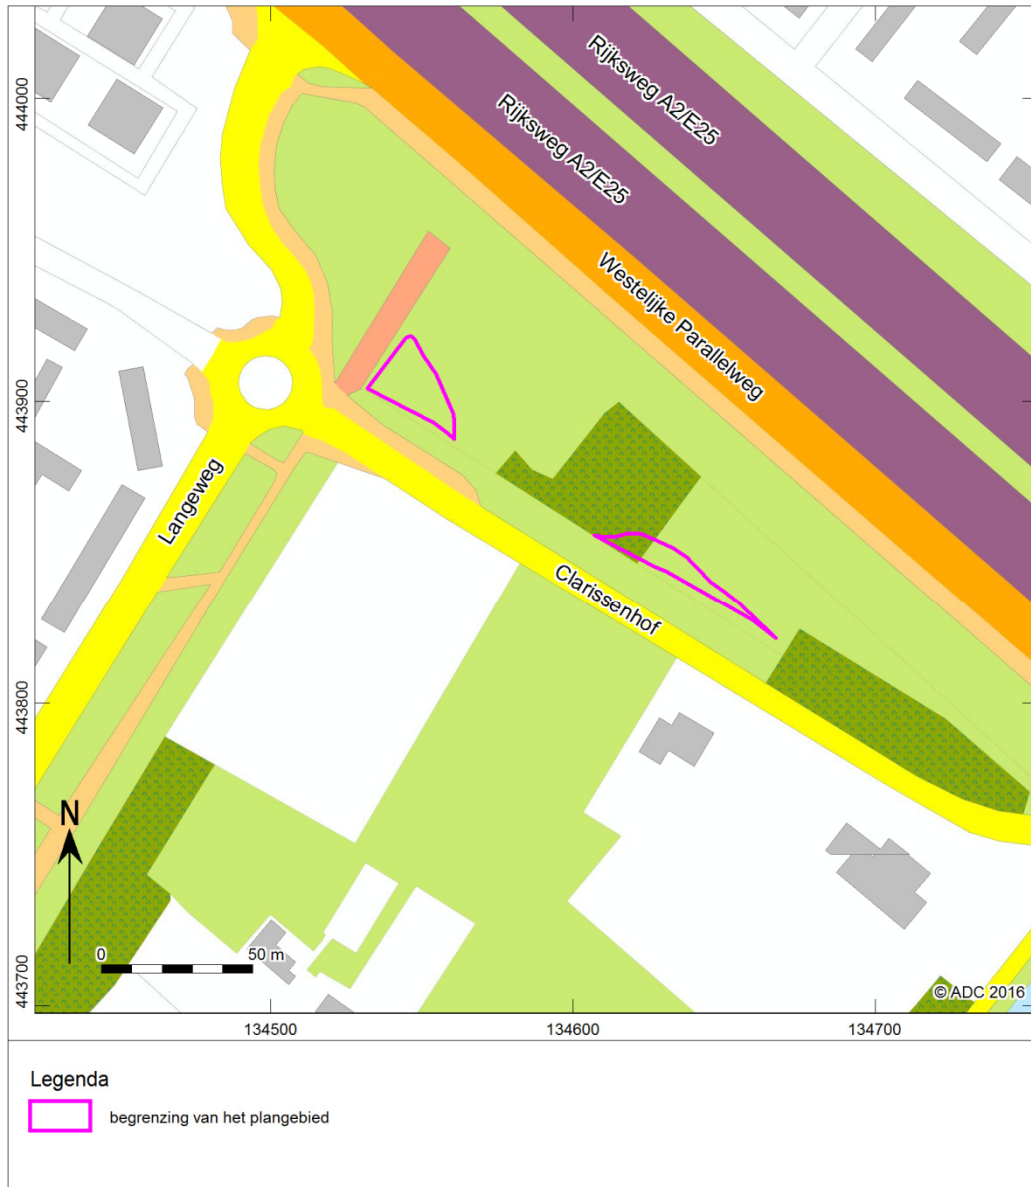 Rijksweg A2/E25
Rijksweg A2/E25
444000
Westelijke Parallelweg
443900
Langeweg
Clarissenhof
443800
N
0 50 m
443700
© ADC 2016
134500 134600 134700
Legenda
begrenzing van het plangebied